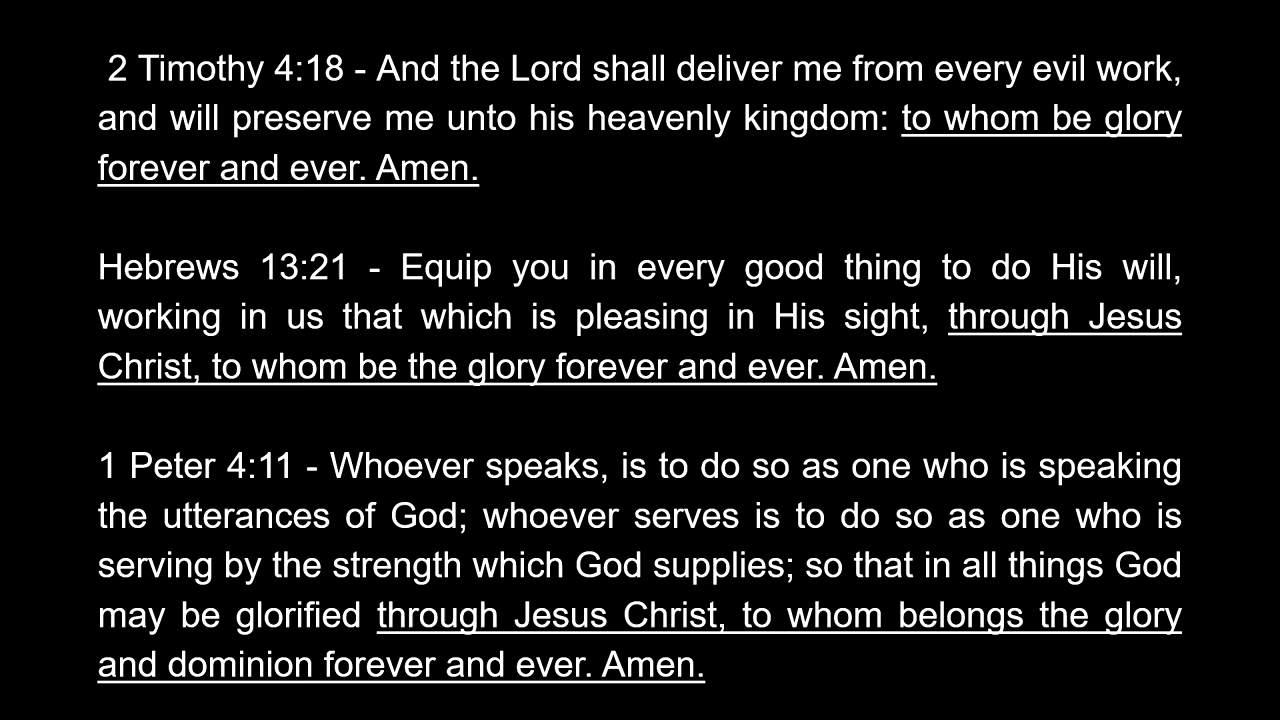 2 Timothy 4:18 - And the Lord shall deliver me from every evil work,
and will preserve me unto his heavenly kingdom: to whom be glory
forever and ever. Amen.
Hebrews 13:21 - Equip you in every good thing to do His will,
working in us that which is pleasing in His sight, through Jesus
Christ, to whom be the glory forever and ever. Amen.
1 Peter 4:11 - Whoever speaks, is to do so as one who is speaking
the utterances of God; whoever serves is to do so as one who is
serving by the strength which God supplies; so that in all things God
may be glorified through Jesus Christ, to whom belongs the glory
and dominion forever and ever. Amen.